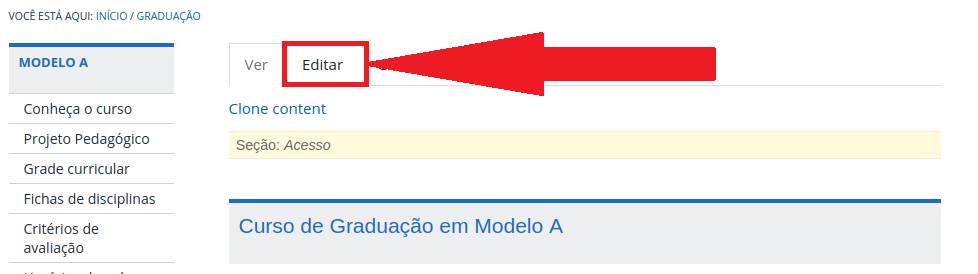 VOCÊ ESTÁ AQUI: INÍCIO / GRADUAÇÃO
MODELO A
Conheça o curso
Projeto Pedagógico
Grade curricular
Fichas de disciplinas
Critérios de
avaliação
Ver Editar
Clone content
Seção: Acesso
Curso de Graduação em Modelo A